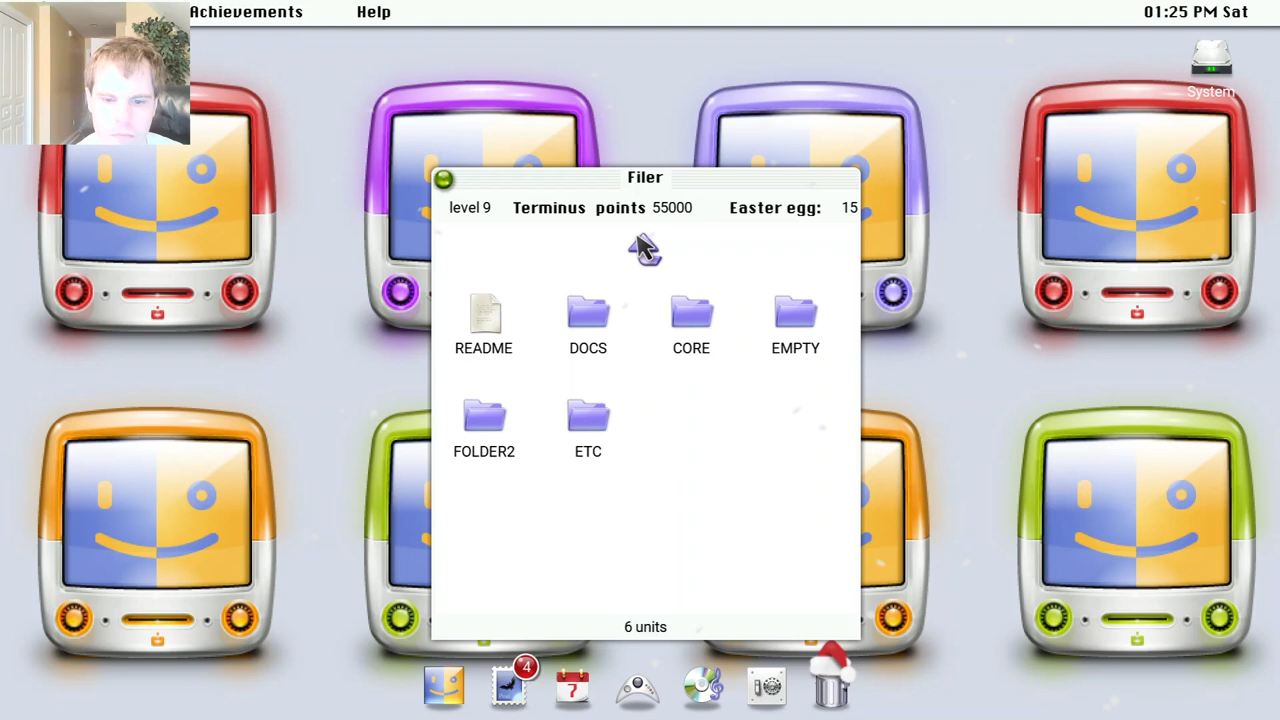 Achievements Help 01:25 PM Sat
System
Filer
level 9 Terminus points 55000 Easter egg: 15
README DOCS CORE EMPTY
FOLDER2 ETC
6 units
4
7